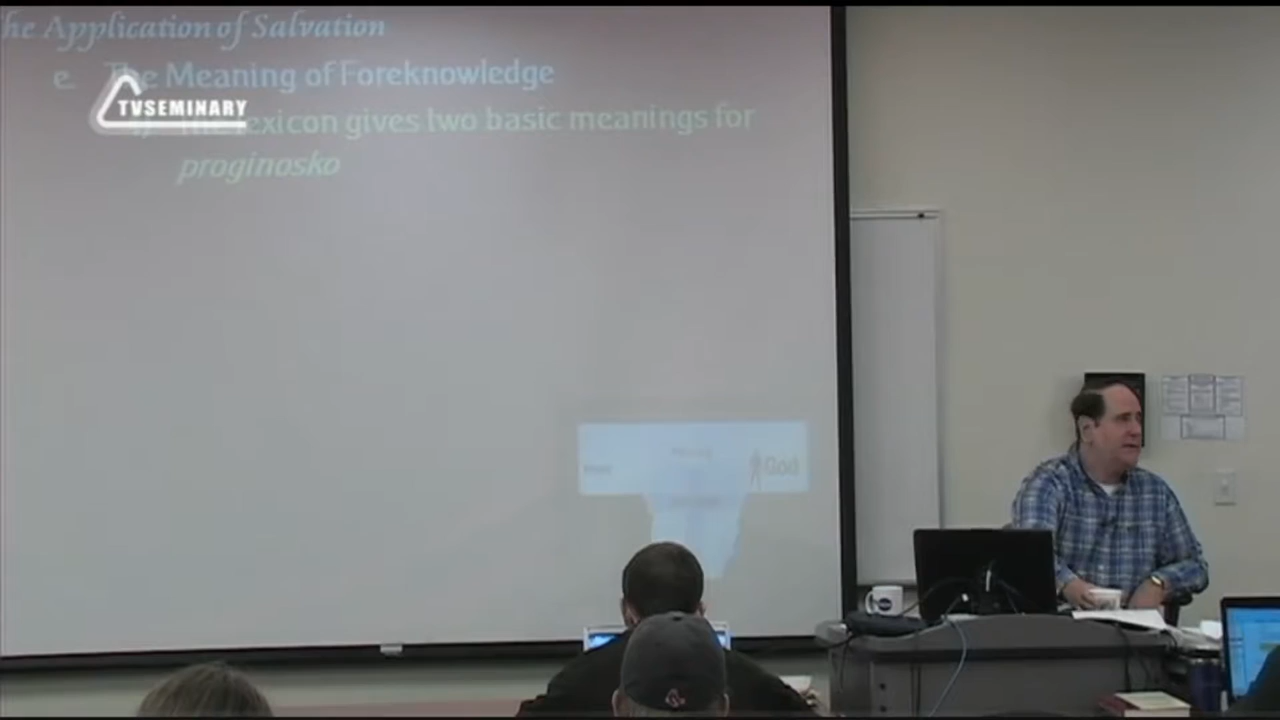 he Application of Salvation
e. The Meaning of Foreknowledge
TVSEMINARY
lexicon gives two basic meanings for
proginosko
God